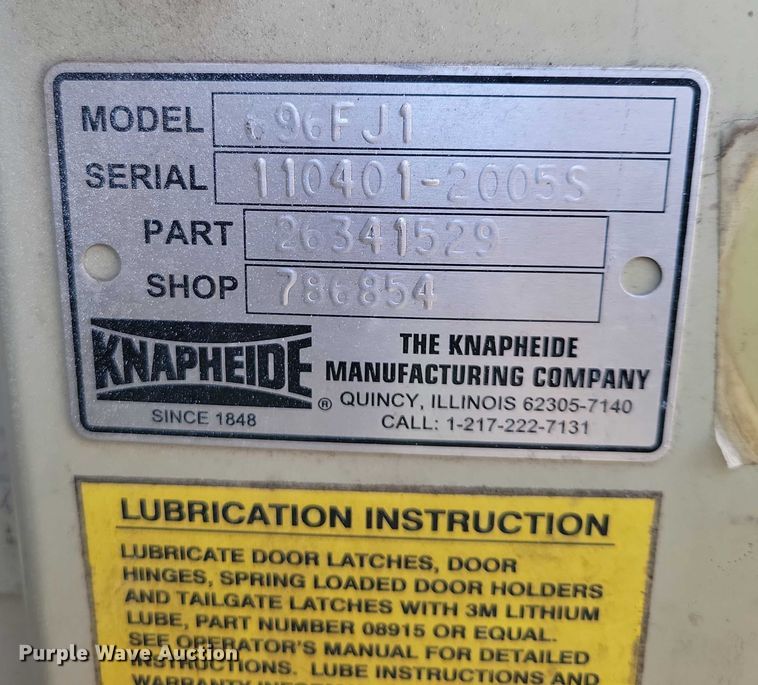 MODEL 696FJ1
SERIAL 110401-2005S
PART 26341529
SHOP 786854
KNAPHEIDE ®
SINCE 1848
THE KNAPHEIDE
MANUFACTURING COMPANY
QUINCY, ILLINOIS 62305-7140
CALL: 1-217-222-7131
LUBRICATION INSTRUCTION
LUBRICATE DOOR LATCHES, DOOR
HINGES, SPRING LOADED DOOR HOLDERS
AND TAILGATE LATCHES WITH 3M LITHIUM
LUBE, PART NUMBER 08915 OR EQUAL.
SEE OPERATOR'S MANUAL FOR DETAILED
INSTRUCTIONS. LUBE INSTRUCTIONS AND
WARRANTY
Purple Wave Auction